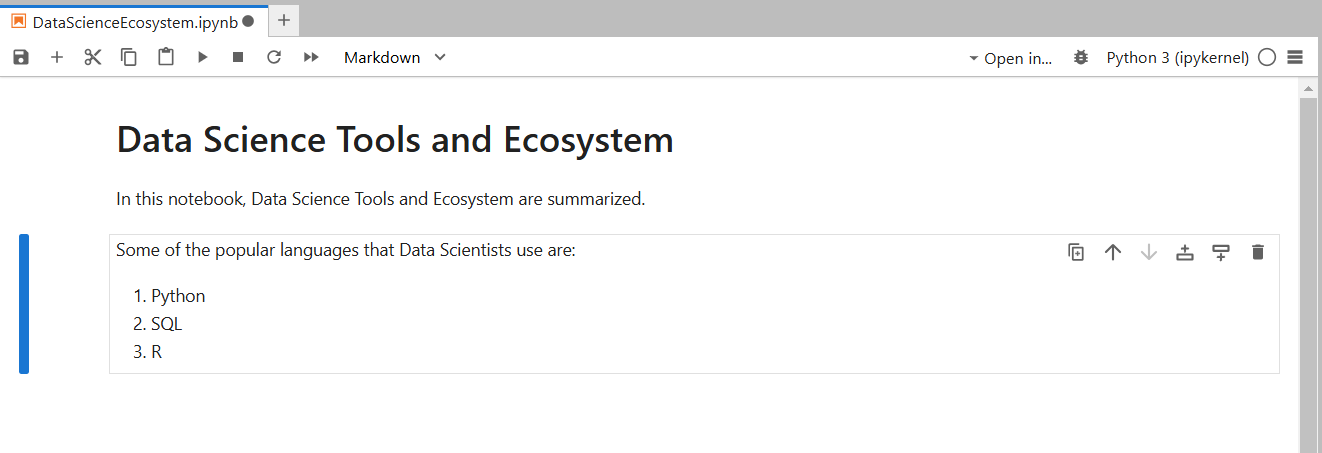 DataScienceEcosystem.ipynb
Markdown
Open in...
Python 3 (ipykernel)
Data Science Tools and Ecosystem
In this notebook, Data Science Tools and Ecosystem are summarized.
Some of the popular languages that Data Scientists use are:
1. Python
2. SQL
3. R